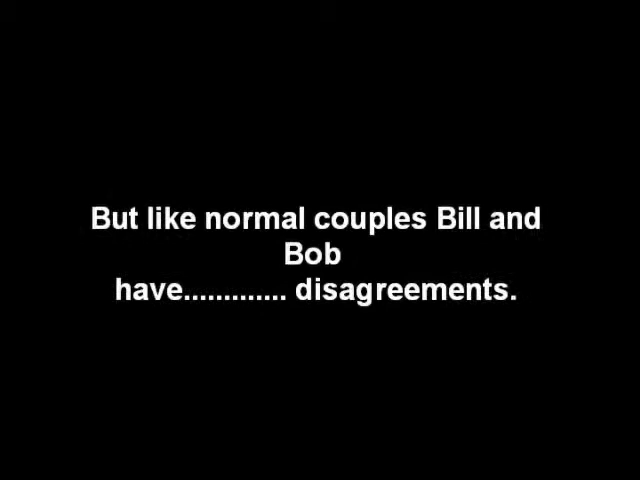 But like normal couples Bill and
Bob
have............. disagreements.